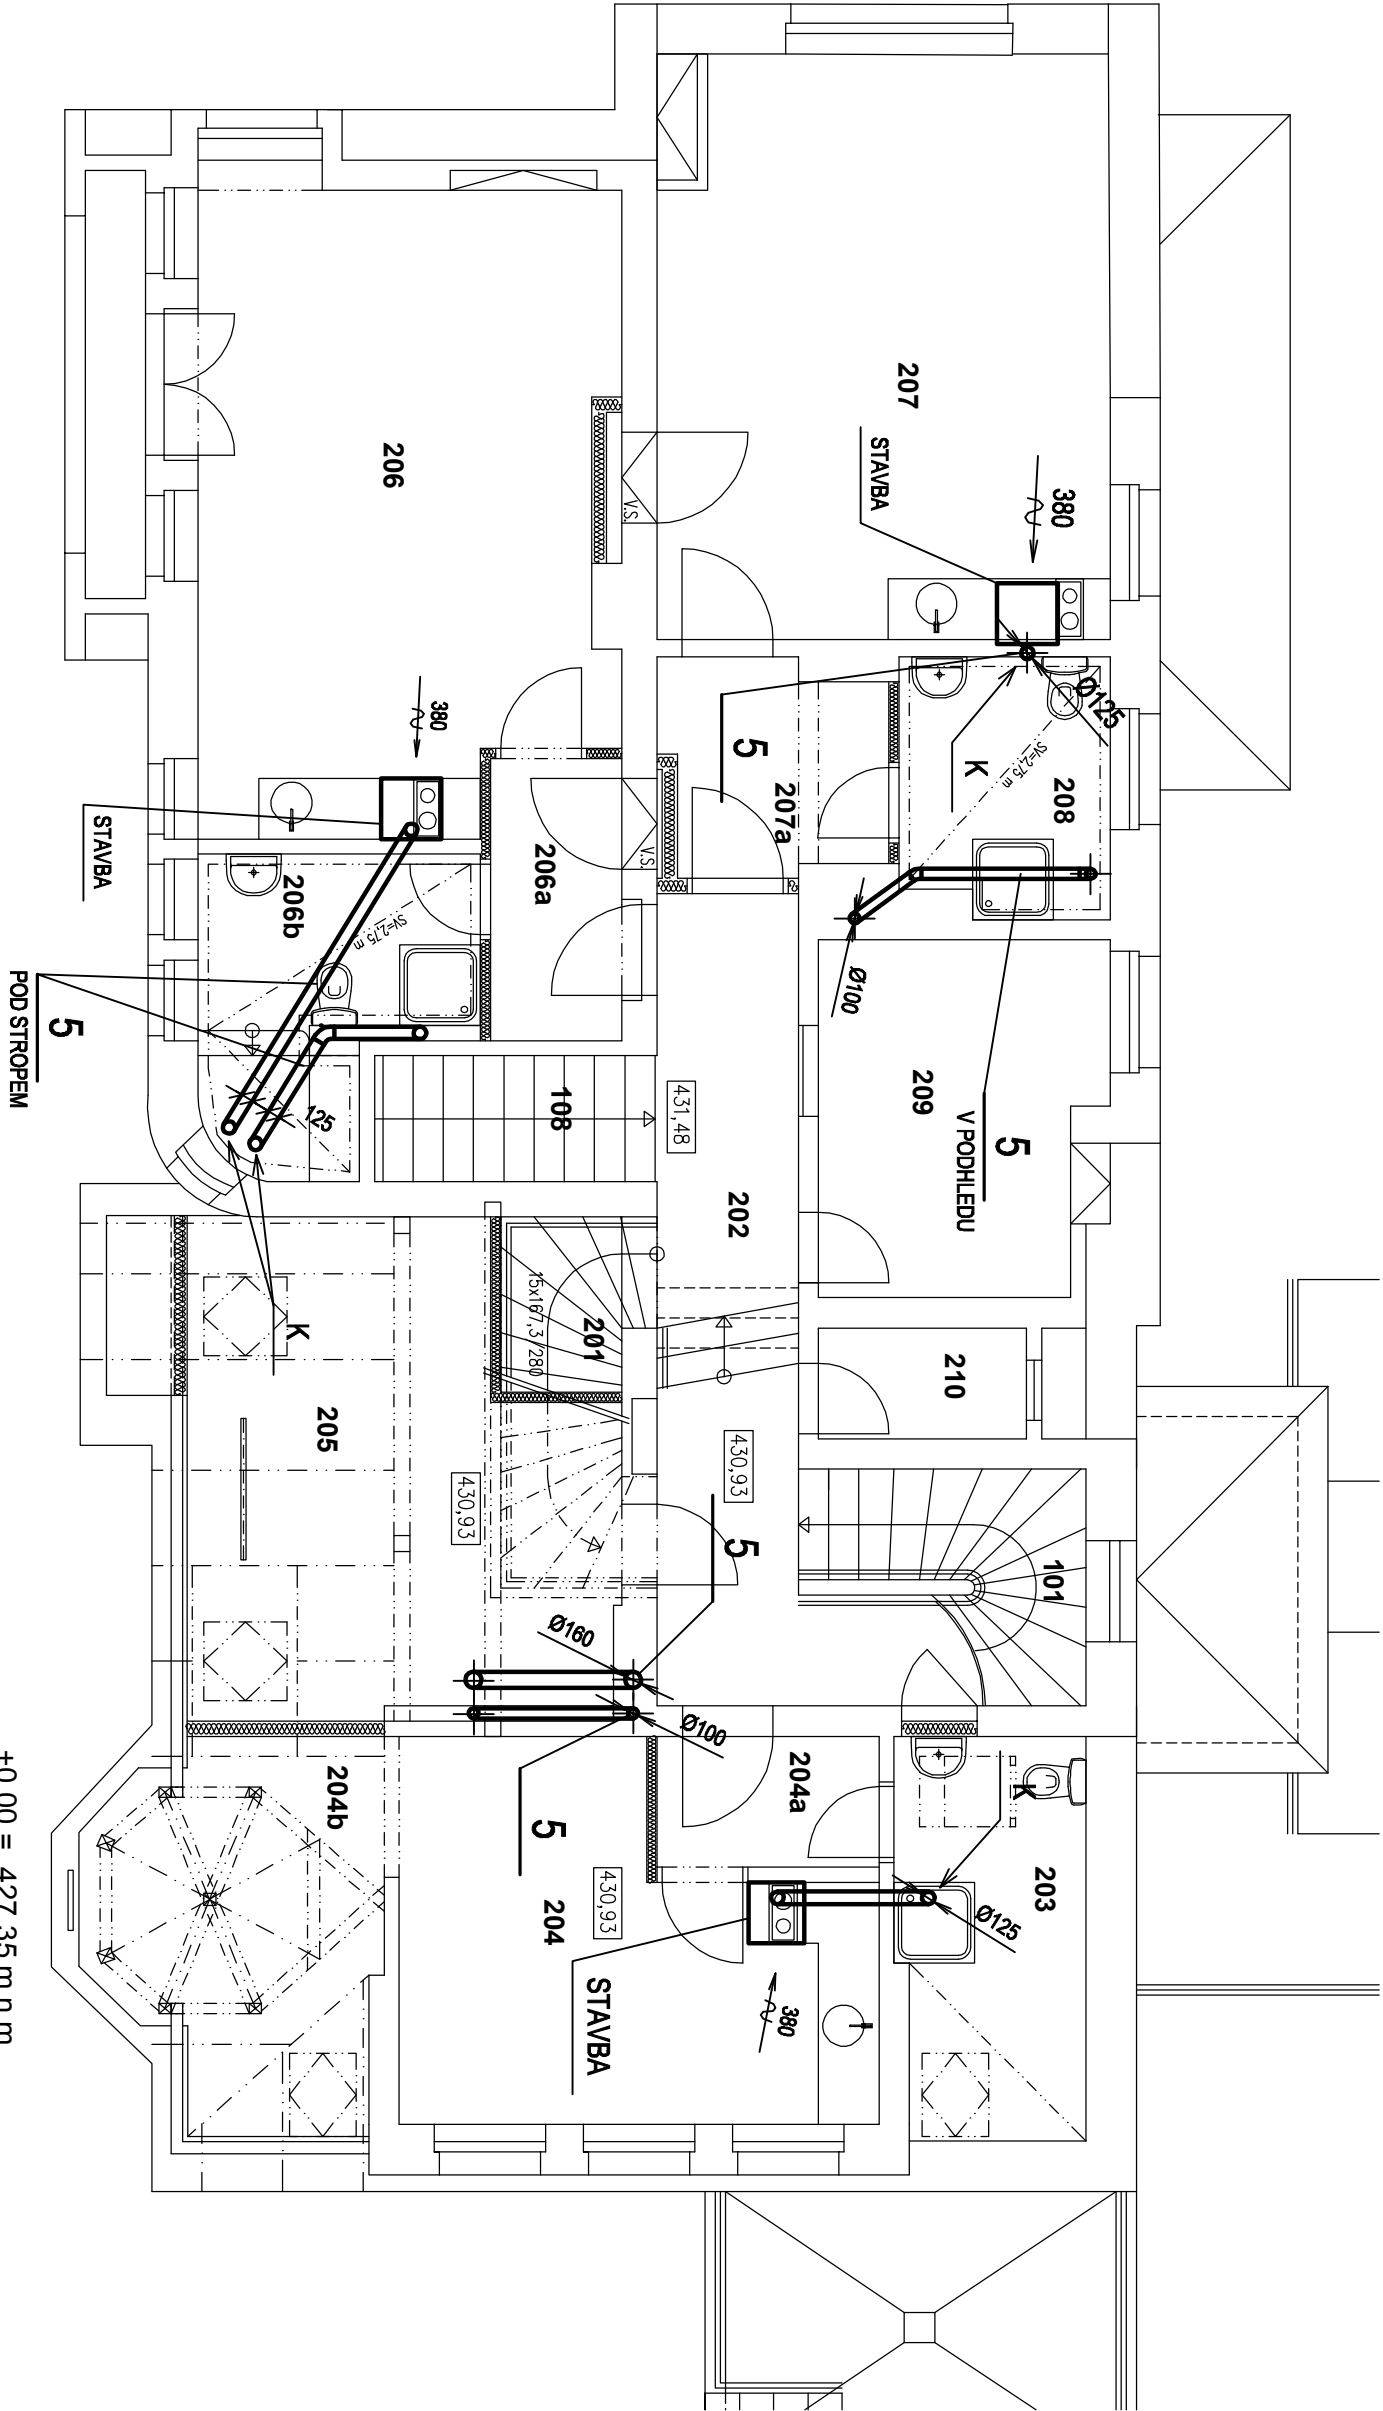 207
STAVBA
380
Ø125
K
208
5
207a
V.S.
206
380
STAVBA
206b
206a
V.S.
SV=2,75 m
SV=2,75 m
Ø100
5
V PODHLEDU
209
5
POD STROPEM
125
K
108
431,48
202
210
201
15x167,3/280
205
430,93
430,93
101
5
Ø160
Ø100
5
204a
204b
204
430,93
K
203
Ø125
380
STAVBA
±0,00 = 427,35 m n.m.